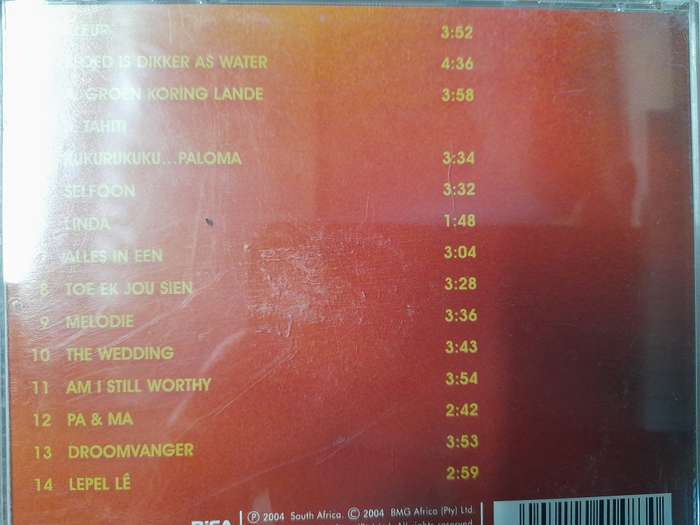 KLEUR 3:52
BLOED IS DIKKER AS WATER 4:36
GROEN KORING LANDE 3:58
TAHITI
KUKURUKUKU...PALOMA 3:34
SELFOON 3:32
LINDA 1:48
ALLES IN EEN 3:04
8 TOE EK JOU SIEN 3:28
9 MELODIE 3:36
10 THE WEDDING 3:43
11 AM I STILL WORTHY 3:54
12 PA & MA 2:42
13 DROOMVANGER 3:53
14 LEPEL LÊ 2:59
Ⓟ 2004 South Africa. © 2004 BMG Africa (Pty) Ltd.
reserved